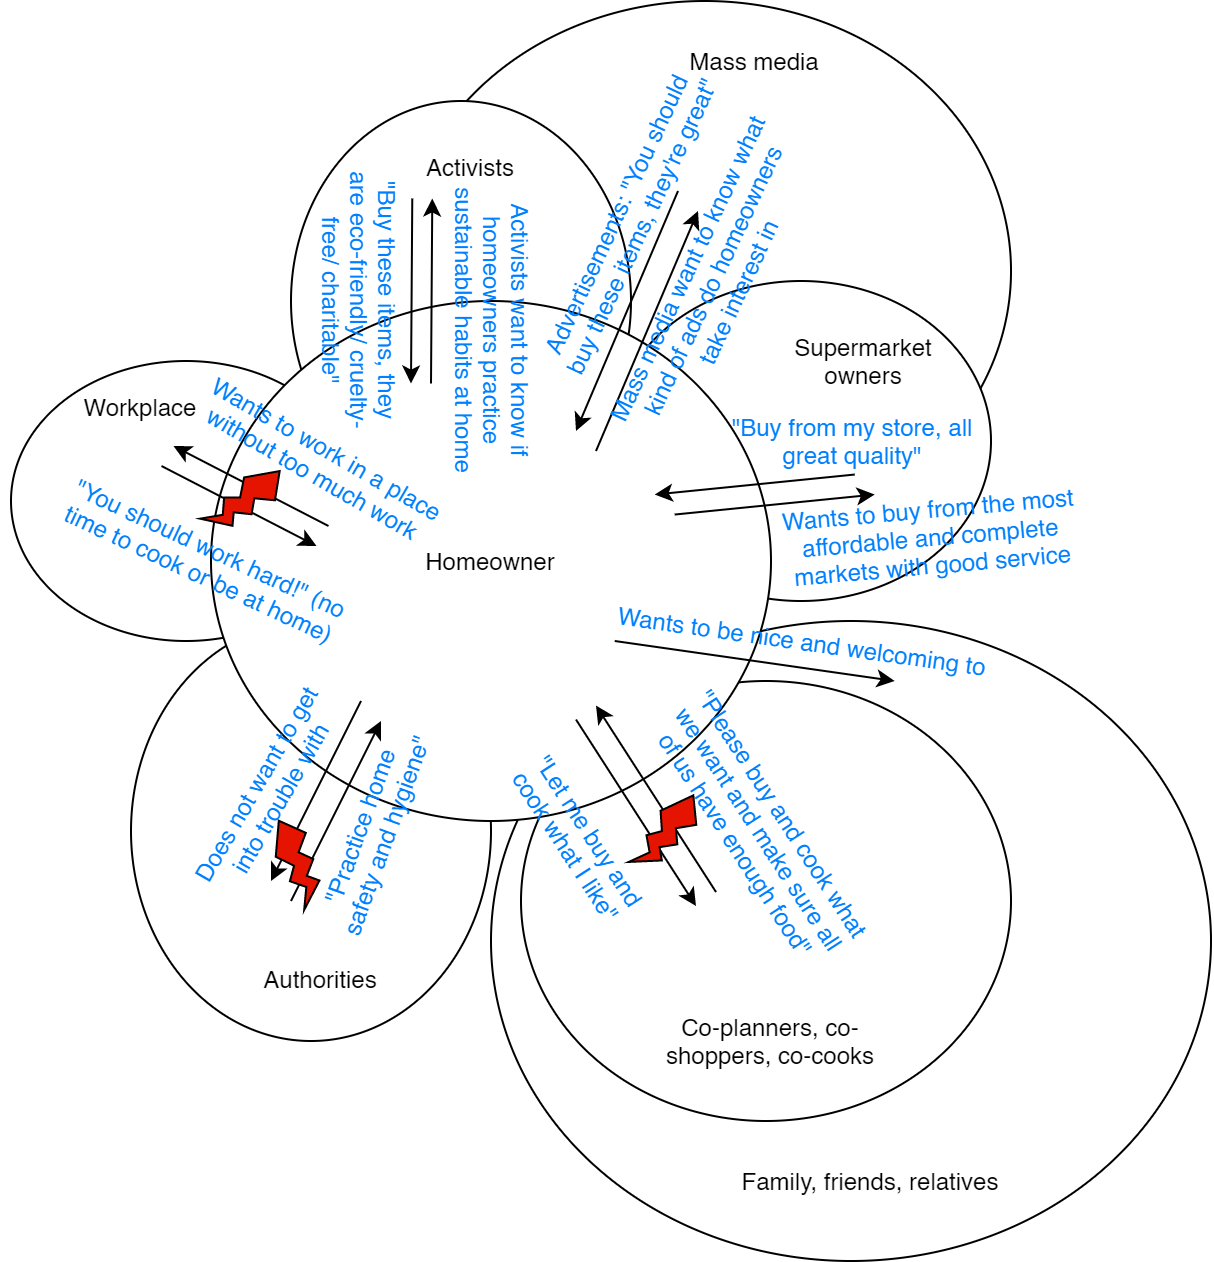 Mass media
Advertisements: "You should
buy these items, they're great"
Mass media want to know what
kind of ads do homeowners
take interest in
Activists
"Buy these items, they
are eco-friendly/ cruelty-
free/ charitable"
Activists want to know if
homeowners practice
sustainable habits at home
Supermarket
owners
"Buy from my store, all
great quality"
Wants to buy from the most
affordable and complete
markets with good service
Workplace
Wants to work in a place
without too much work
"You should work hard!" (no
time to cook or be at home)
Homeowner
Wants to be nice and welcoming to
Does not want to get
into trouble with
"Practice home
safety and hygiene"
Authorities
"Let me buy and
cook what I like"
"Please buy and cook what
we want and make sure all
of us have enough food"
Co-planners, co-
shoppers, co-cooks
Family, friends, relatives